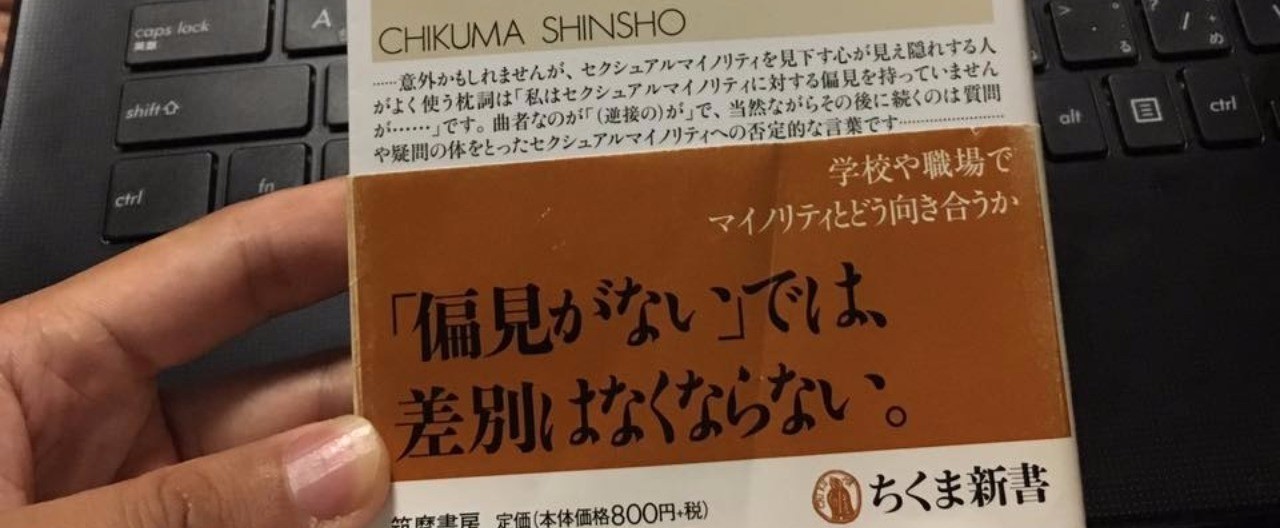 caps lock
英数
A
shift⇧
ctrl
fn
>
。
る
?
/
・
め
alt
ctrl
CHIKUMA SHINSHO
……意外かもしれませんが、セクシュアルマイノリティを見下す心が見え隠れする人
がよく使う枕詞は「私はセクシュアルマイノリティに対する偏見を持っていません
が……」です。曲者なのが「(逆接の)が」で、当然ながらその後に続くのは質問
や疑問の体をとったセクシュアルマイノリティへの否定的な言葉です…………
学校や職場で
マイノリティとどう向き合うか
「偏見がない」では、
差別はなくならない。
ちくま新書
筑摩書房 定価(本体価格800円+税)